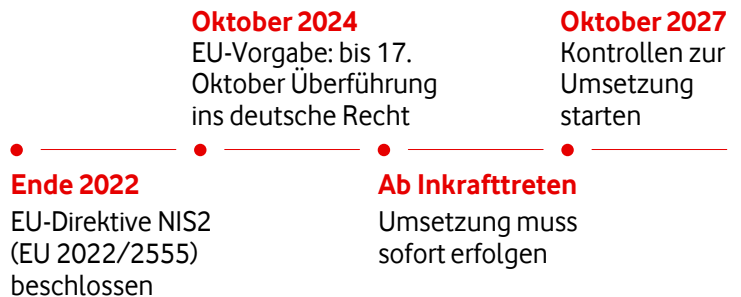 Oktober 2024
EU-Vorgabe: bis 17.
Oktober Überführung
ins deutsche Recht
Oktober 2027
Kontrollen zur
Umsetzung
starten
Ende 2022
EU-Direktive NIS2
(EU 2022/2555)
beschlossen
Ab Inkrafttreten
Umsetzung muss
sofort erfolgen